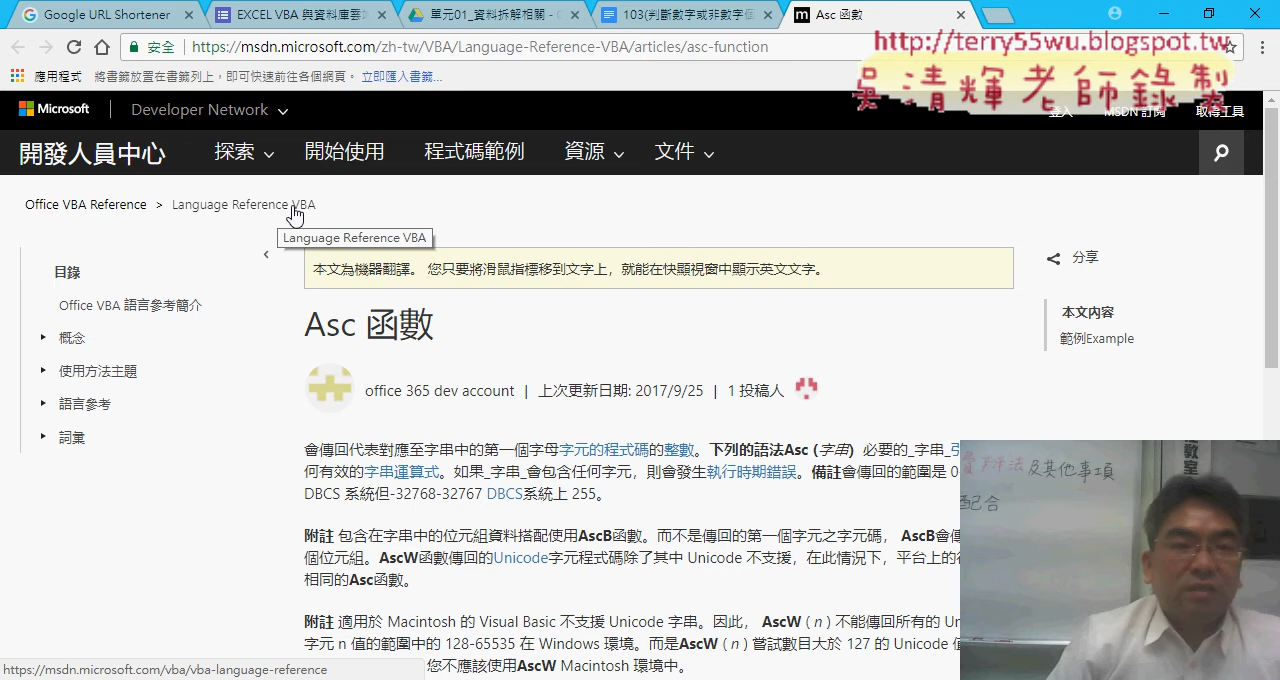 Google URL Shortener
EXCEL VBA 與資料庫雲端
單元01_資料拆解相關 - G
103(判斷數字或非數字個
Asc 函數
安全
https://msdn.microsoft.com/zh-tw/VBA/Language-Reference-VBA/articles/asc-function
http://terry55wu.blogspot.tw
應用程式 將書籤放置在書籤列上，即可快速前往各個網頁。 立即匯入書籤...
吳清輝老師錄製
Microsoft
Developer Network
登入
MSDN 訂閱
取得工具
開發人員中心
探索
開始使用
程式碼範例
資源
文件
Office VBA Reference > Language Reference VBA
Language Reference VBA
目錄
Office VBA 語言參考簡介
概念
使用方法主題
語言參考
詞彙
本文為機器翻譯。 您只要將滑鼠指標移到文字上，就能在快顯視窗中顯示英文文字。
分享
本文內容
範例Example
Asc 函數
office 365 dev account | 上次更新日期: 2017/9/25 | 1 投稿人
會傳回代表對應至字串中的第一個字母字元的程式碼的整數。下列的語法Asc (字串) 必要的_字串_引
何有效的字串運算式。如果_字串_會包含任何字元，則會發生執行時期錯誤。備註會傳回的範圍是 0
DBCS 系統但-32768-32767 DBCS系統上 255。
附註 包含在字串中的位元組資料搭配使用AscB函數。而不是傳回的第一個字元之字元碼， AscB會傳
個位元組。AscW函數傳回的Unicode字元程式碼除了其中 Unicode 不支援，在此情況下，平台上的行
相同的Asc函數。
附註 適用於 Macintosh 的 Visual Basic 不支援 Unicode 字串。因此， AscW ( n ) 不能傳回所有的 Un
字元 n 值的範圍中的 128-65535 在 Windows 環境。而是AscW ( n ) 嘗試數目大於 127 的 Unicode 值
您不應該使用AscW Macintosh 環境中。
https://msdn.microsoft.com/vba/vba-language-reference
及其他事項
配合
教室